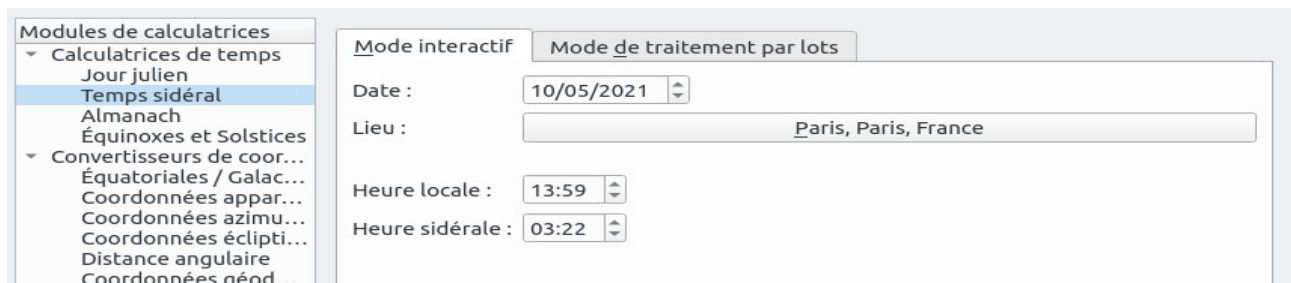 Modules de calculatrices
Calculatrices de temps
Jour julien
Temps sidéral
Almanach
Équinoxes et Solstices
Convertisseurs de coor...
Équatoriales / Galac...
Coordonnées appar...
Coordonnées azimu...
Coordonnées éclipti...
Distance angulaire
Coordonnées géod...
Mode interactif Mode de traitement par lots
Date : 10/05/2021
Lieu : Paris, Paris, France
Heure locale : 13:59
Heure sidérale : 03:22